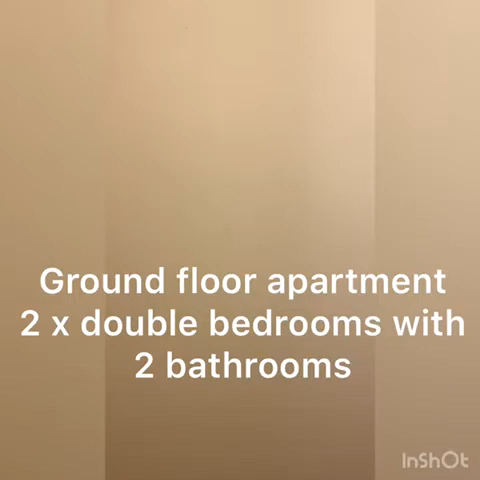 Ground floor apartment
2 x double bedrooms with
2 bathrooms
InShOt